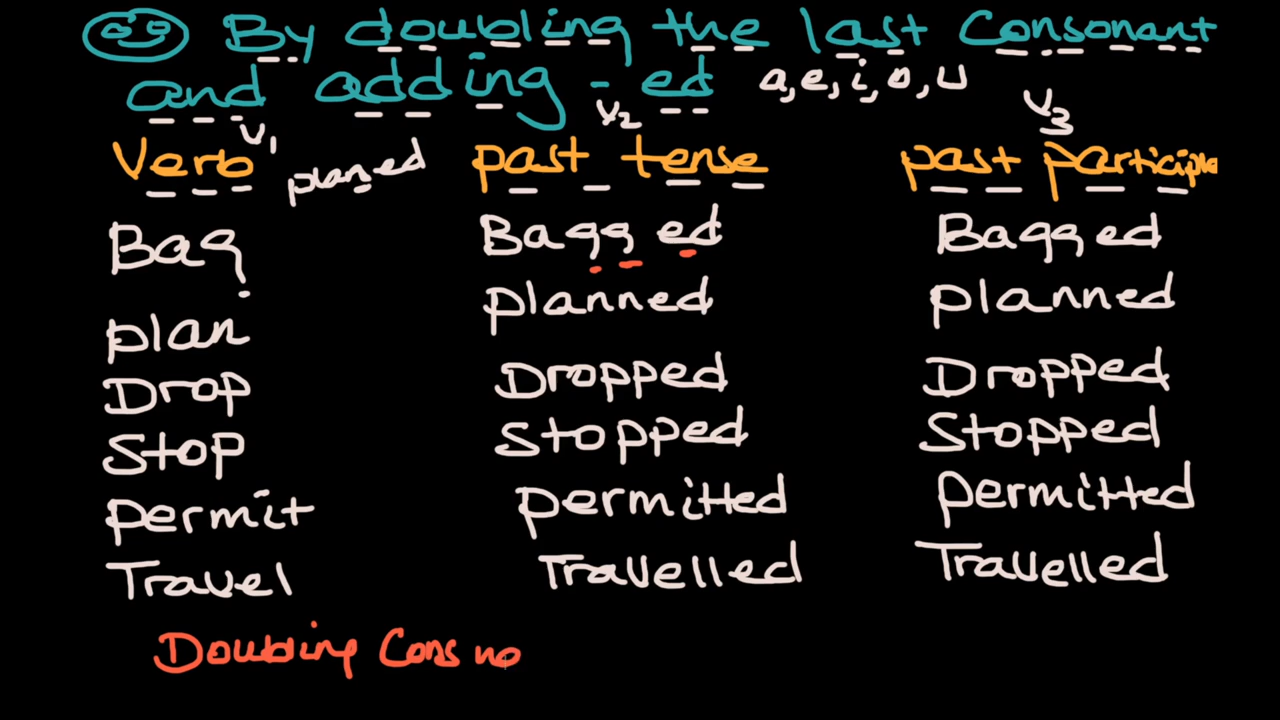 By doubling the last Consonant
and adding - ed a, e, i, o, u
V1 V2 V3
Verb planed past tense past participle
Bag Bagged Bagged
plan planned planned
Drop Dropped Dropped
Stop Stopped Stopped
permit permitted permitted
Travel Travelled Travelled
Doubling Cons no